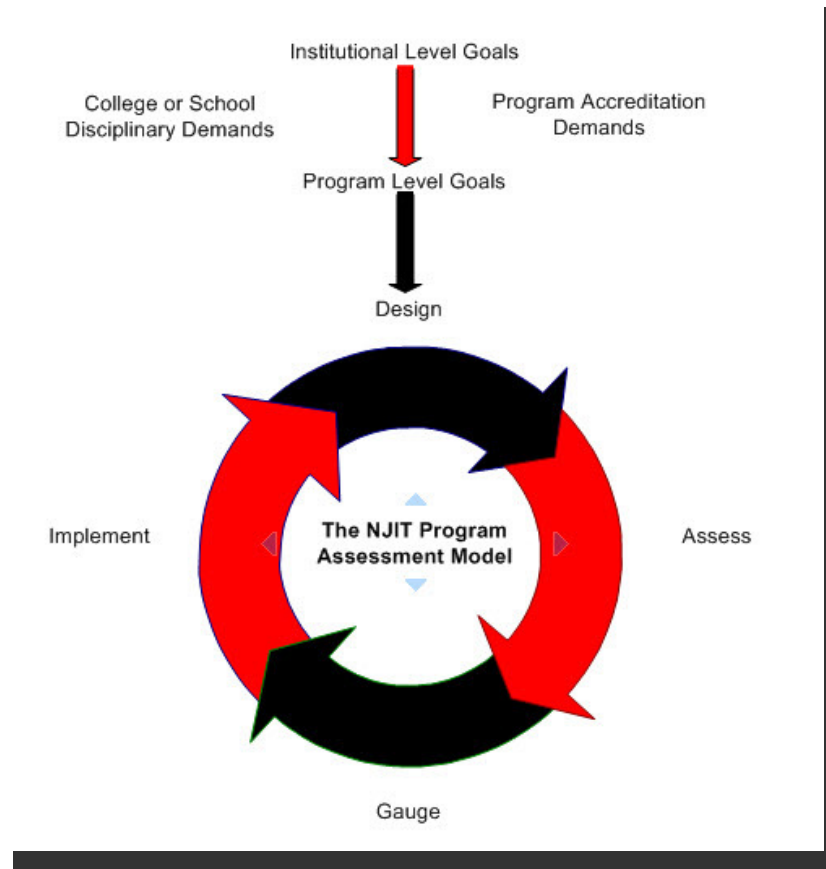 Institutional Level Goals
College or School
Disciplinary Demands
Program Accreditation
Demands
Program Level Goals
Design
Implement
The NJIT Program
Assessment Model
Assess
Gauge